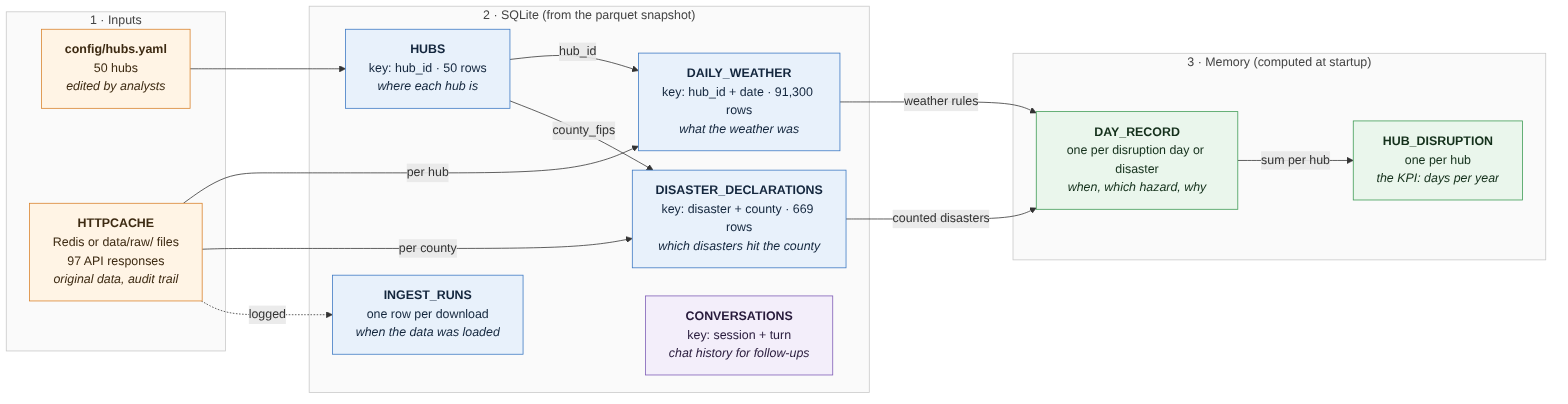 1 · Inputs
config/hubs.yaml
50 hubs
edited by analysts
HTTPCACHE
Redis or data/raw/ files
97 API responses
original data, audit trail
per hub
per county
logged
2 · SQLite (from the parquet snapshot)
HUBS
key: hub_id · 50 rows
where each hub is
hub_id
county_fips
DAILY_WEATHER
key: hub_id + date · 91,300
rows
what the weather was
DISASTER_DECLARATIONS
key: disaster + county · 669
rows
which disasters hit the county
INGEST_RUNS
one row per download
when the data was loaded
CONVERSATIONS
key: session + turn
chat history for follow-ups
weather rules
counted disasters
3 · Memory (computed at startup)
DAY_RECORD
one per disruption day or
disaster
when, which hazard, why
sum per hub
HUB_DISRUPTION
one per hub
the KPI: days per year